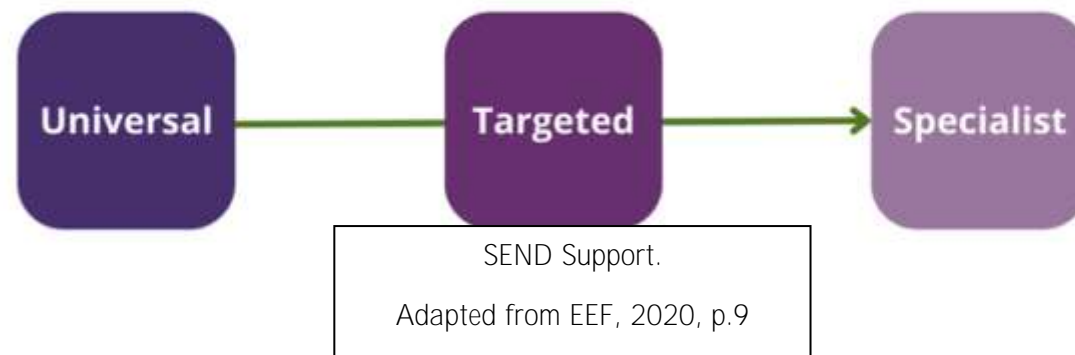 Universal
Targeted
Specialist
SEND Support.
Adapted from EEF, 2020, p.9